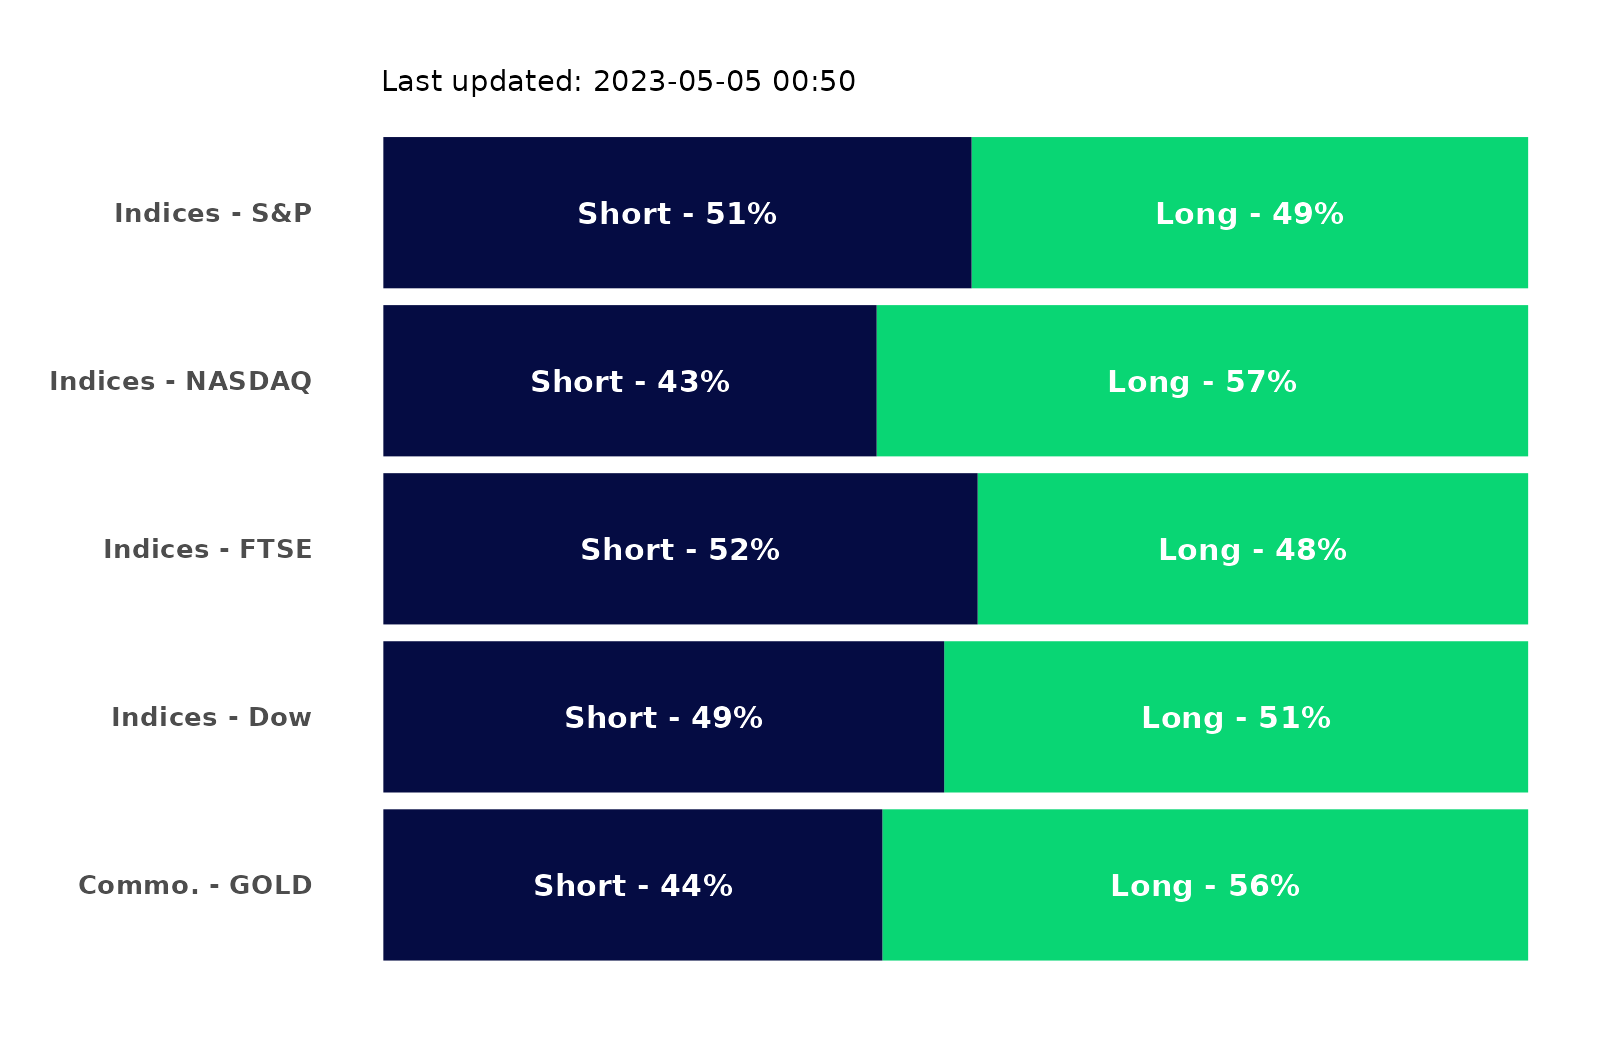 Last updated: 2023-05-05 00:50
Indices - S&P Short - 51% Long - 49%
Indices - NASDAQ Short - 43% Long - 57%
Indices - FTSE Short - 52% Long - 48%
Indices - Dow Short - 49% Long - 51%
Commo. - GOLD Short - 44% Long - 56%